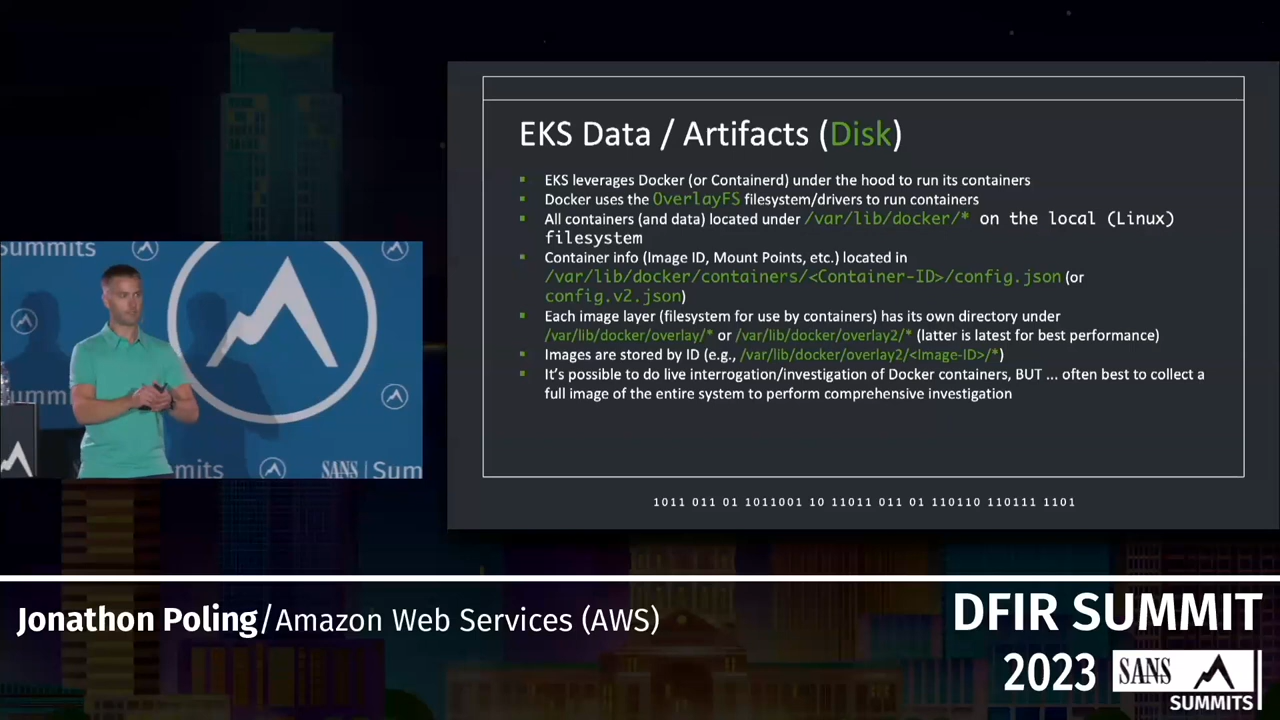 EKS Data / Artifacts (Disk)
▪ EKS leverages Docker (or Containerd) under the hood to run its containers
▪ Docker uses the OverlayFS filesystem/drivers to run containers
▪ All containers (and data) located under /var/lib/docker/* on the local (Linux)
filesystem
▪ Container info (Image ID, Mount Points, etc.) located in
/var/lib/docker/containers/<Container-ID>/config.json (or
config.v2.json)
▪ Each image layer (filesystem for use by containers) has its own directory under
/var/lib/docker/overlay/* or /var/lib/docker/overlay2/* (latter is latest for best performance)
▪ Images are stored by ID (e.g., /var/lib/docker/overlay2/<Image-ID>/*)
▪ It's possible to do live interrogation/investigation of Docker containers, BUT ... often best to collect a
full image of the entire system to perform comprehensive investigation
1011 011 01 1011001 10 11011 011 01 110110 110111 1101
Summits
mits
SANS | Sum
Jonathon Poling/Amazon Web Services (AWS)
DFIR SUMMIT
2023 SANS
SUMMITS